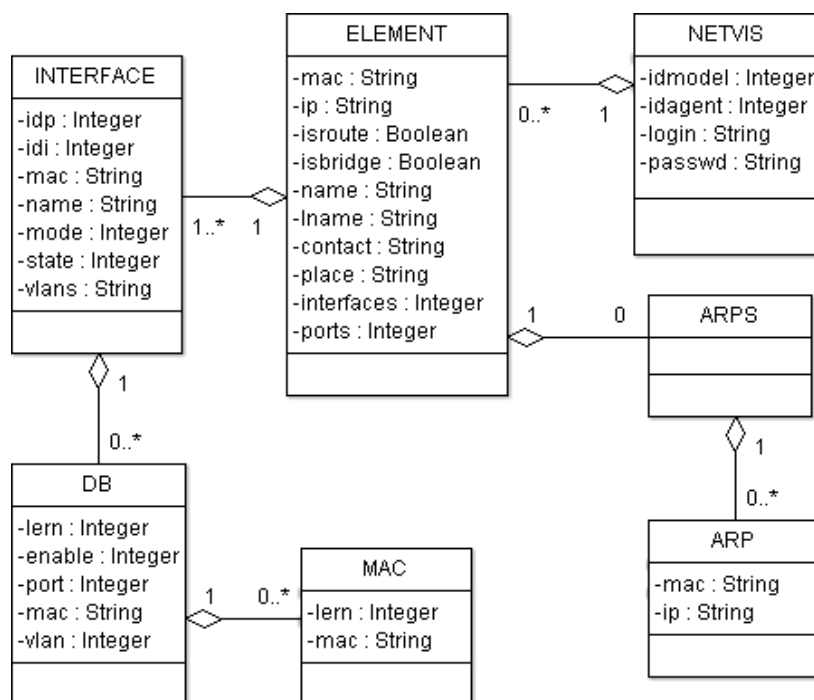 INTERFACE
-idp : Integer
-idi : Integer
-mac : String
-name : String
-mode : Integer
-state : Integer
-vlans : String
ELEMENT
-mac : String
-ip : String
-isroute : Boolean
-isbridge : Boolean
-name : String
-lname : String
-contact : String
-place : String
-interfaces : Integer
-ports : Integer
NETVIS
-idmodel : Integer
-idagent : Integer
-login : String
-passwd : String
0..* 1
1..* 1
1 0
ARPS
1
0..*
ARP
-mac : String
-ip : String
1
0..*
DB
-lern : Integer
-enable : Integer
-port : Integer
-mac : String
-vlan : Integer
1 0..*
MAC
-lern : Integer
-mac : String